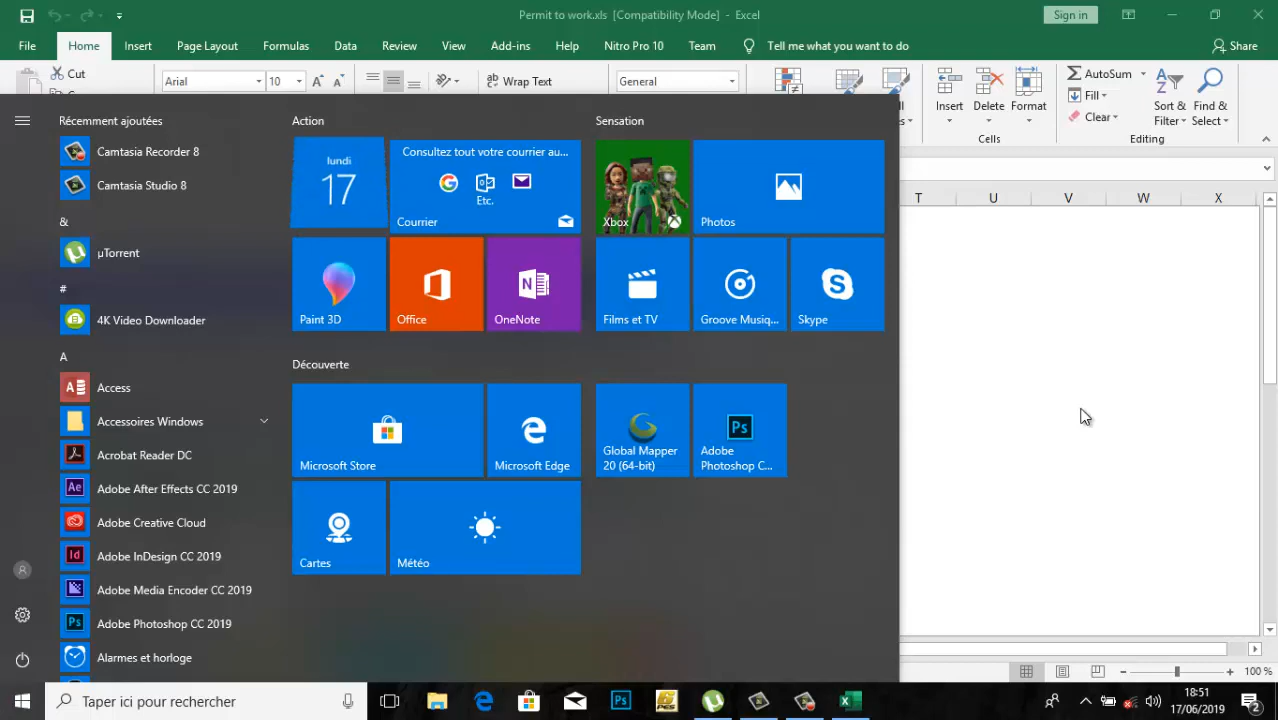 Permit to work.xls [Compatibility Mode] - Excel
Sign in
File Home Insert Page Layout Formulas Data Review View Add-ins Help Nitro Pro 10 Team Tell me what you want to do Share
Cut
Arial 10 Wrap Text General
AutoSum
Fill
Clear
Insert Delete Format
Sort & Filter
Find & Select
Cells Editing
T U V W X
Récemment ajoutées
Camtasia Recorder 8
Camtasia Studio 8
&
µTorrent
#
4K Video Downloader
A
Access
Accessoires Windows
Acrobat Reader DC
Adobe After Effects CC 2019
Adobe Creative Cloud
Adobe InDesign CC 2019
Adobe Media Encoder CC 2019
Adobe Photoshop CC 2019
Alarmes et horloge
Action
lundi
17
Consultez tout votre courrier au...
Etc.
Courrier
Paint 3D
Office
OneNote
Sensation
Xbox
Photos
Films et TV
Groove Musiq...
Skype
Découverte
Microsoft Store
Microsoft Edge
Global Mapper
20 (64-bit)
Adobe
Photoshop C...
Cartes
Météo
100 %
Taper ici pour rechercher
18:51
17/06/2019
2